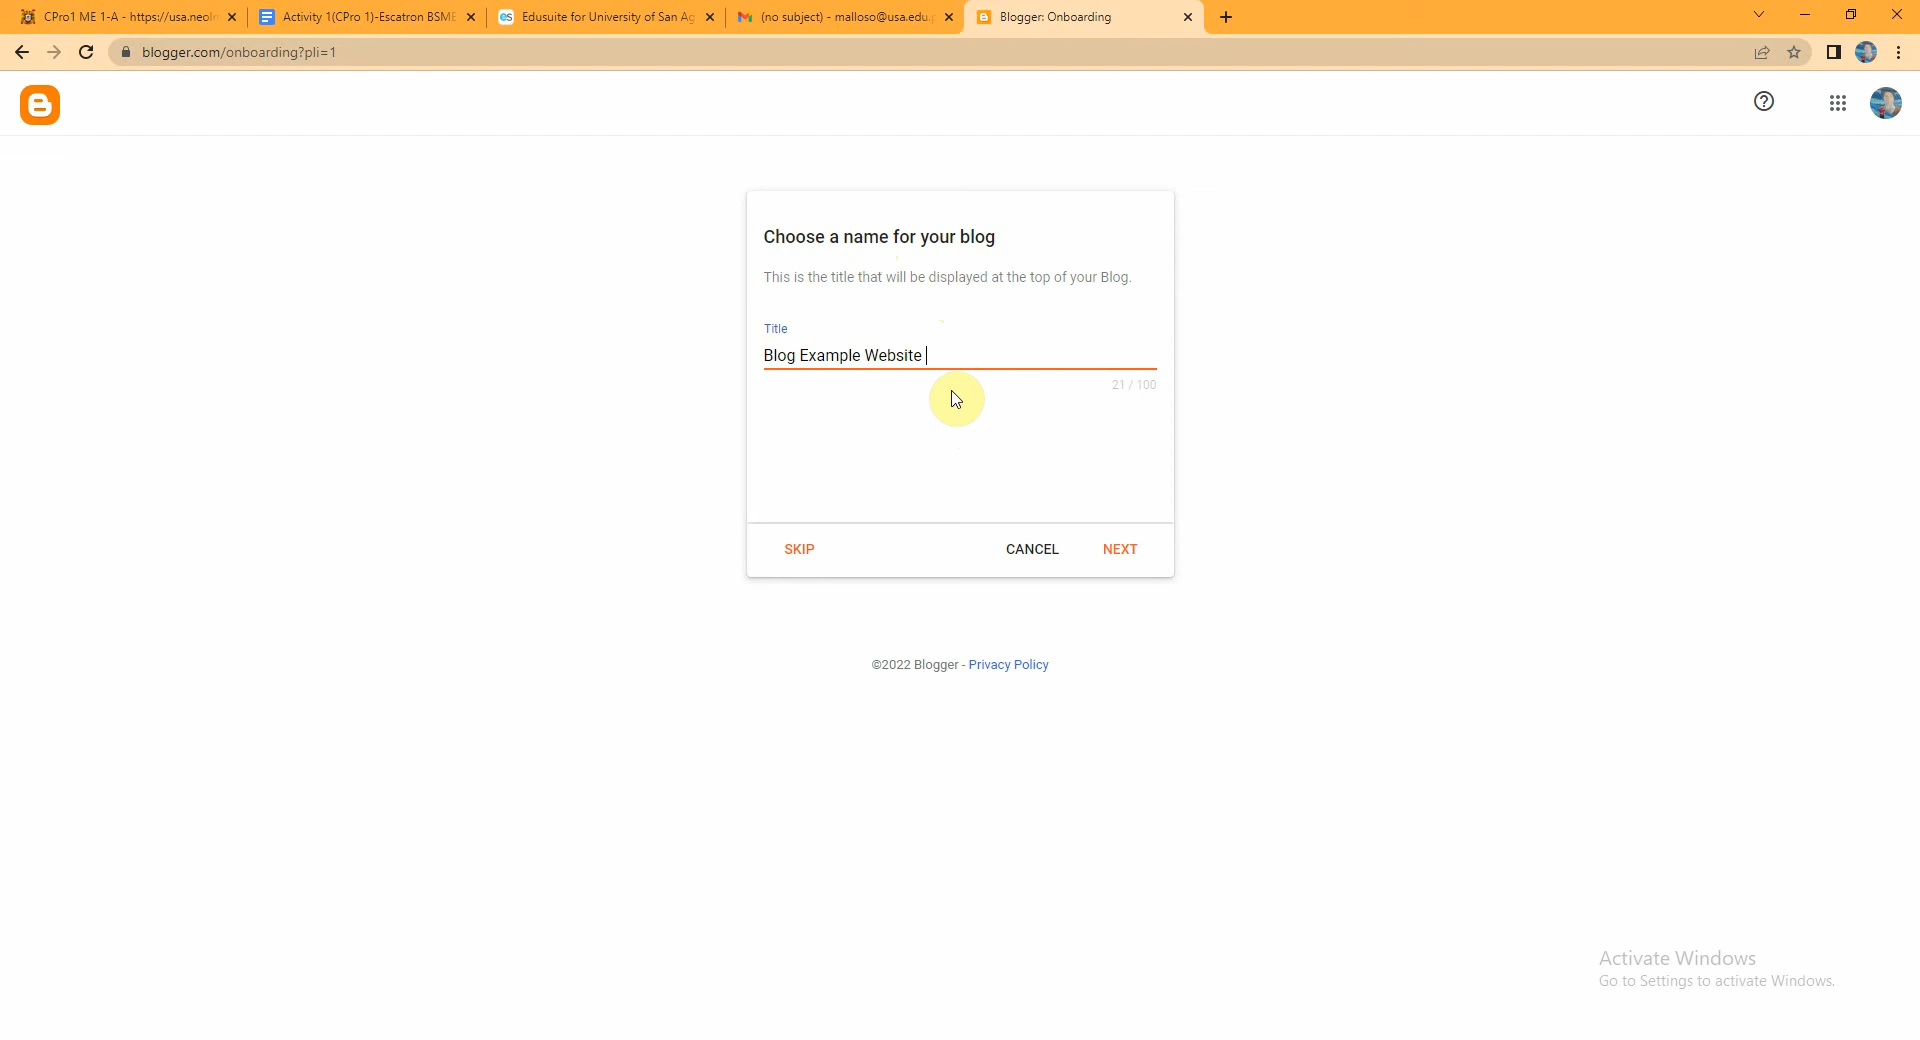 CPro1 ME 1-A - https://usa.neolm
Activity 1(CPro 1)-Escatron BSME
Edusuite for University of San Ag
(no subject) - malloso@usa.edu.p
Blogger: Onboarding
blogger.com/onboarding?pli=1
Choose a name for your blog
This is the title that will be displayed at the top of your Blog.
Title
Blog Example Website
21 / 100
SKIP
CANCEL
NEXT
©2022 Blogger - Privacy Policy
Activate Windows
Go to Settings to activate Windows.